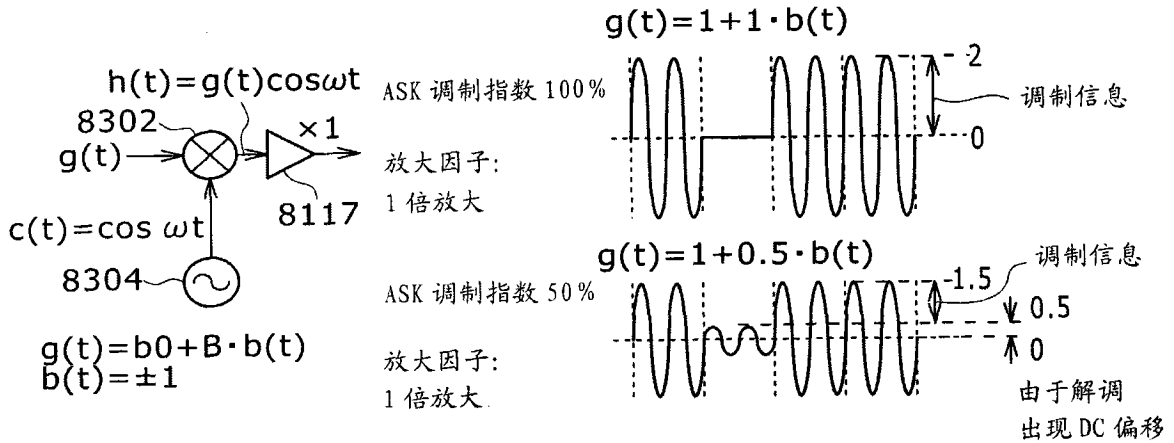 h(t)=g(t)cosωt
8302
×1
g(t)
8117
c(t)=cos ωt
8304
g(t)=b0+B·b(t)
b(t)=±1
ASK 调制指数 100%
放大因子:
1 倍放大
g(t)=1+1·b(t)
2
调制信息
0
ASK 调制指数 50%
放大因子:
1 倍放大
g(t)=1+0.5·b(t)
调制信息
1.5
0.5
0
由于解调
出现 DC 偏移